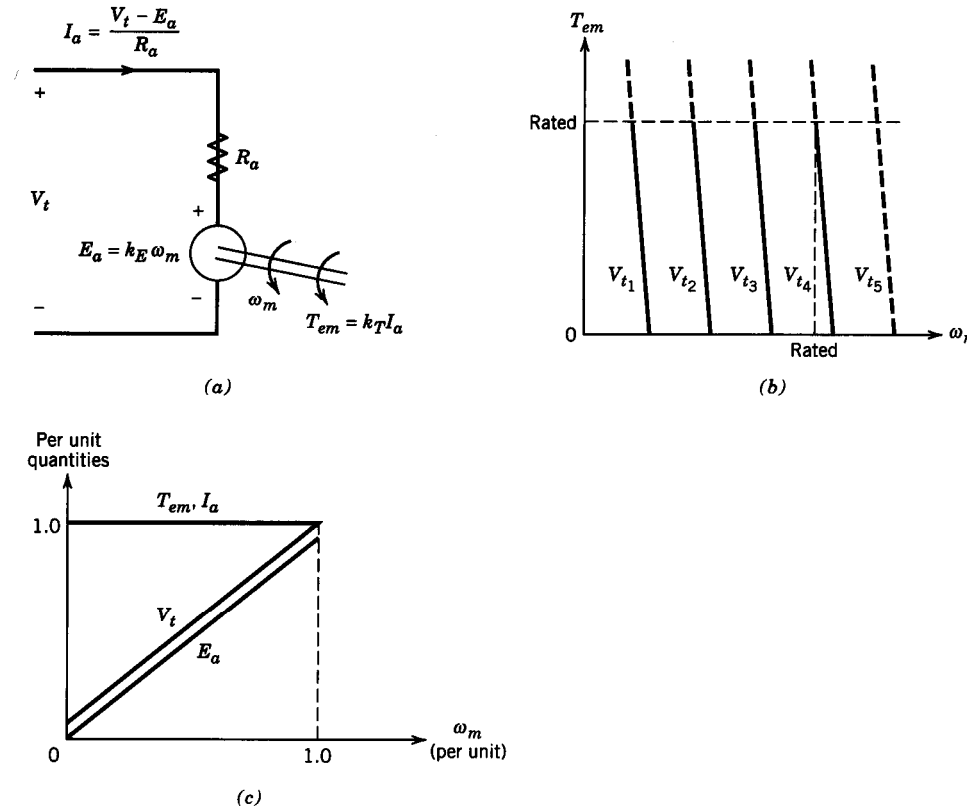 I_a = (V_t − E_a) / R_a
+
R_a
V_t
+
E_a = k_E ω_m
−
−
ω_m
T_em = k_T I_a
(a)
T_em
Rated
V_t1 V_t2 V_t3 V_t4 V_t5
0
Rated
(b)
Per unit
quantities
T_em, I_a
1.0
V_t
E_a
0
1.0
ω_m
(per unit)
(c)